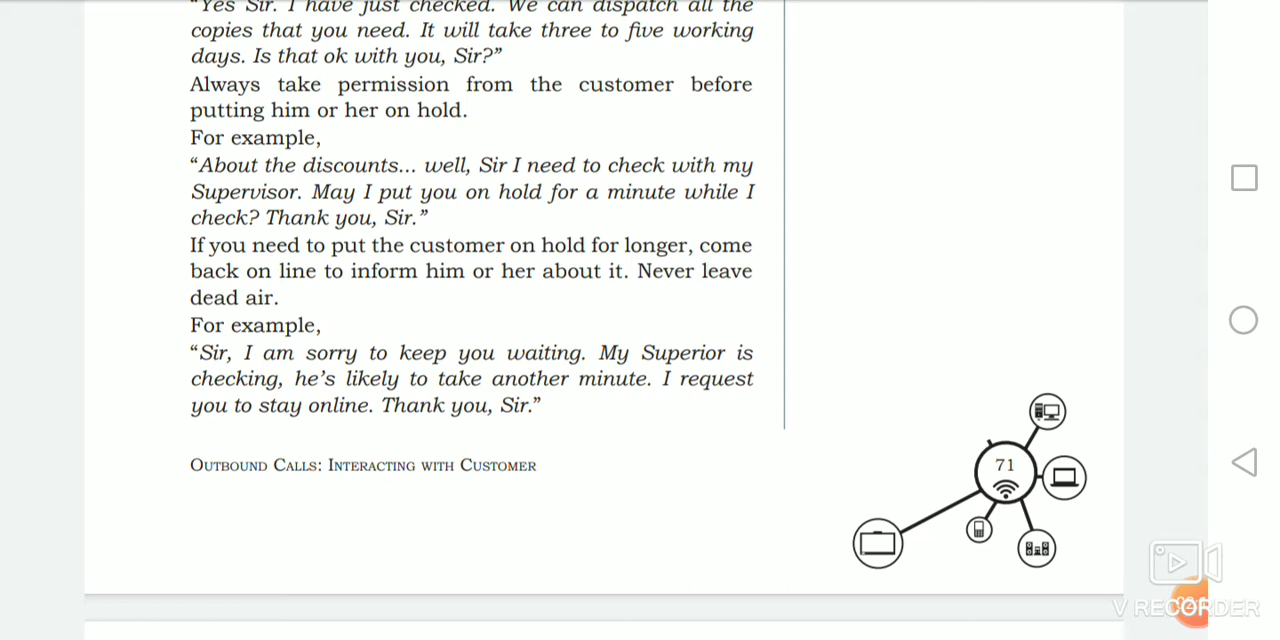 "Yes Sir. I have just checked. We can dispatch all the
copies that you need. It will take three to five working
days. Is that ok with you, Sir?”
Always take permission from the customer before
putting him or her on hold.
For example,
“About the discounts... well, Sir I need to check with my
Supervisor. May I put you on hold for a minute while I
check? Thank you, Sir.”
If you need to put the customer on hold for longer, come
back on line to inform him or her about it. Never leave
dead air.
For example,
“Sir, I am sorry to keep you waiting. My Superior is
checking, he’s likely to take another minute. I request
you to stay online. Thank you, Sir.”
Outbound Calls: Interacting with Customer
71
V RECORDER